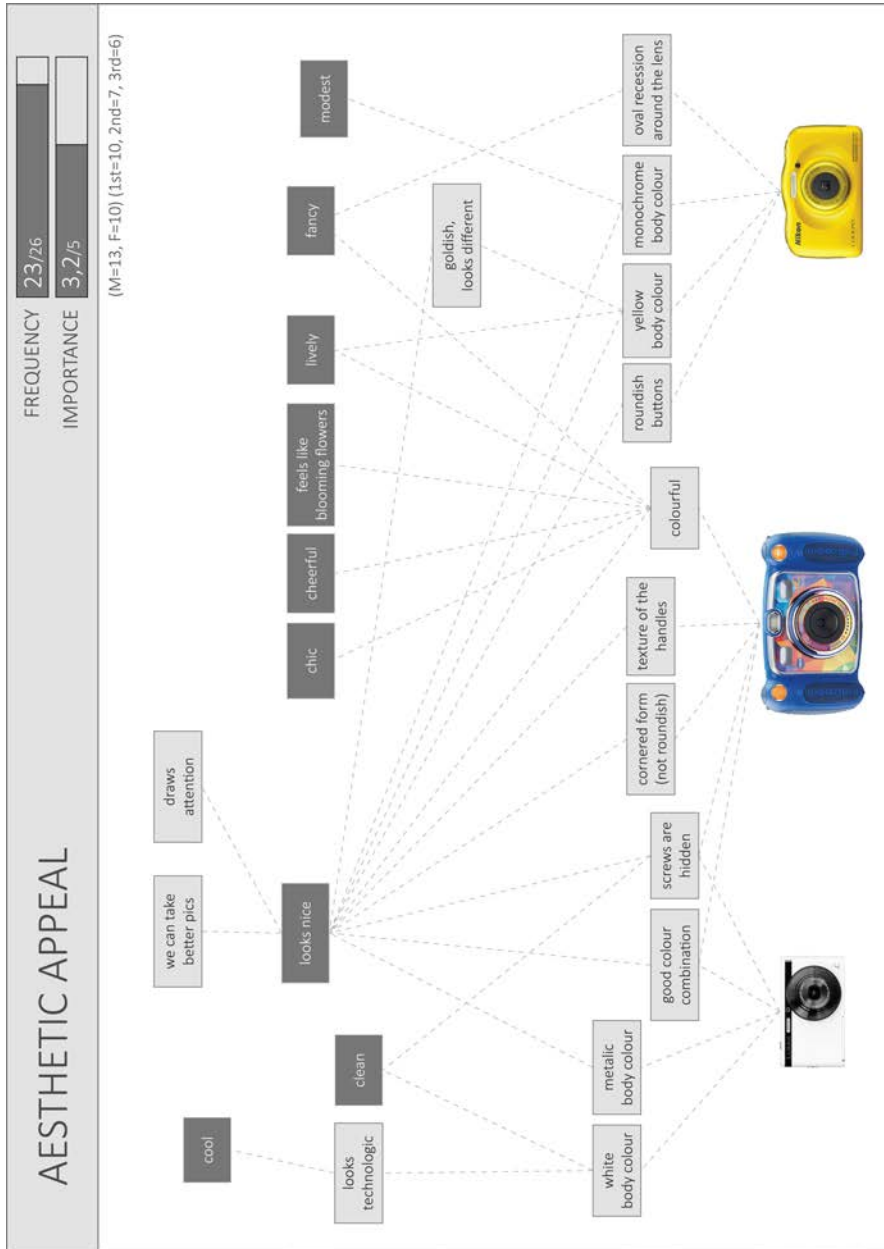 AESTHETIC APPEAL
FREQUENCY
23/26
IMPORTANCE
3,2/5
(M=13, F=10) (1st=10, 2nd=7, 3rd=6)
cool
we can take
better pics
draws
attention
looks
technologic
clean
looks nice
chic
cheerful
feels like
blooming flowers
lively
fancy
modest
goldish,
looks different
white
body colour
metalic
body colour
good colour
combination
screws are
hidden
cornered form
(not roundish)
texture of the
handles
colourful
roundish
buttons
yellow
body colour
monochrome
body colour
oval recession
around the lens
Nikon